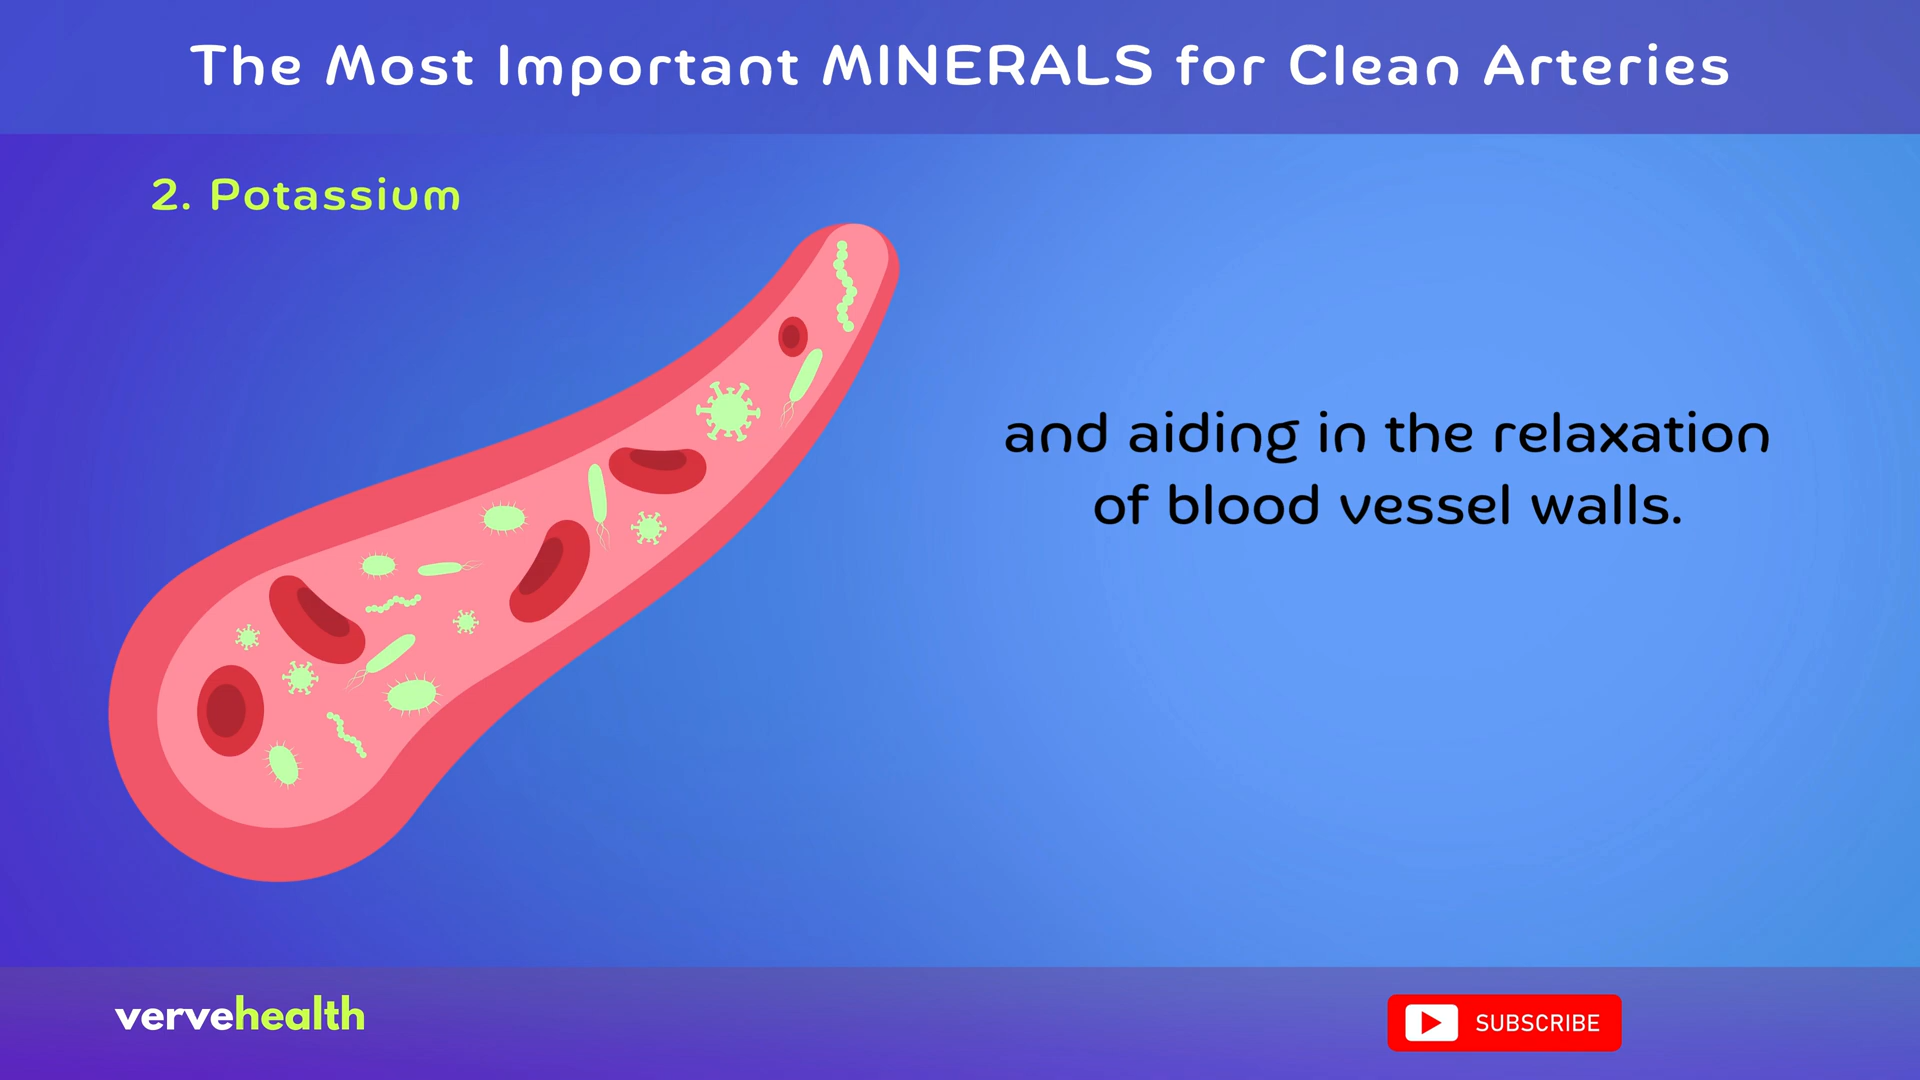 The Most Important MINERALS for Clean Arteries
2. Potassium
and aiding in the relaxation
of blood vessel walls.
vervehealth
SUBSCRIBE